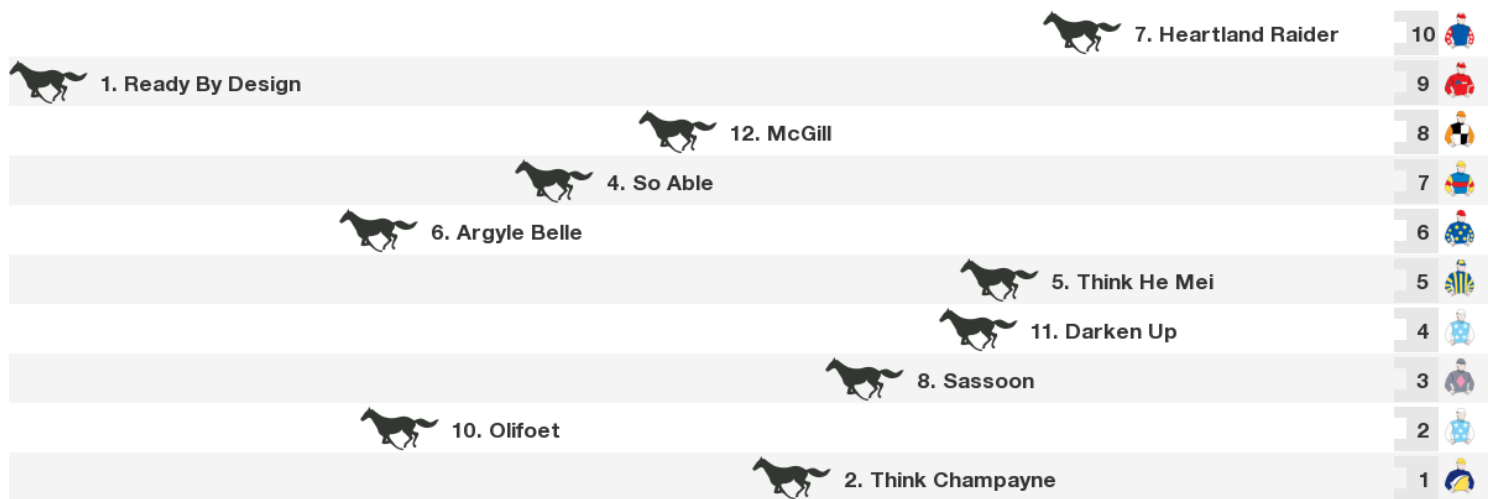 7. Heartland Raider 10
1. Ready By Design 9
12. McGill 8
4. So Able 7
6. Argyle Belle 6
5. Think He Mei 5
11. Darken Up 4
8. Sassoon 3
10. Olifoet 2
2. Think Champayne 1